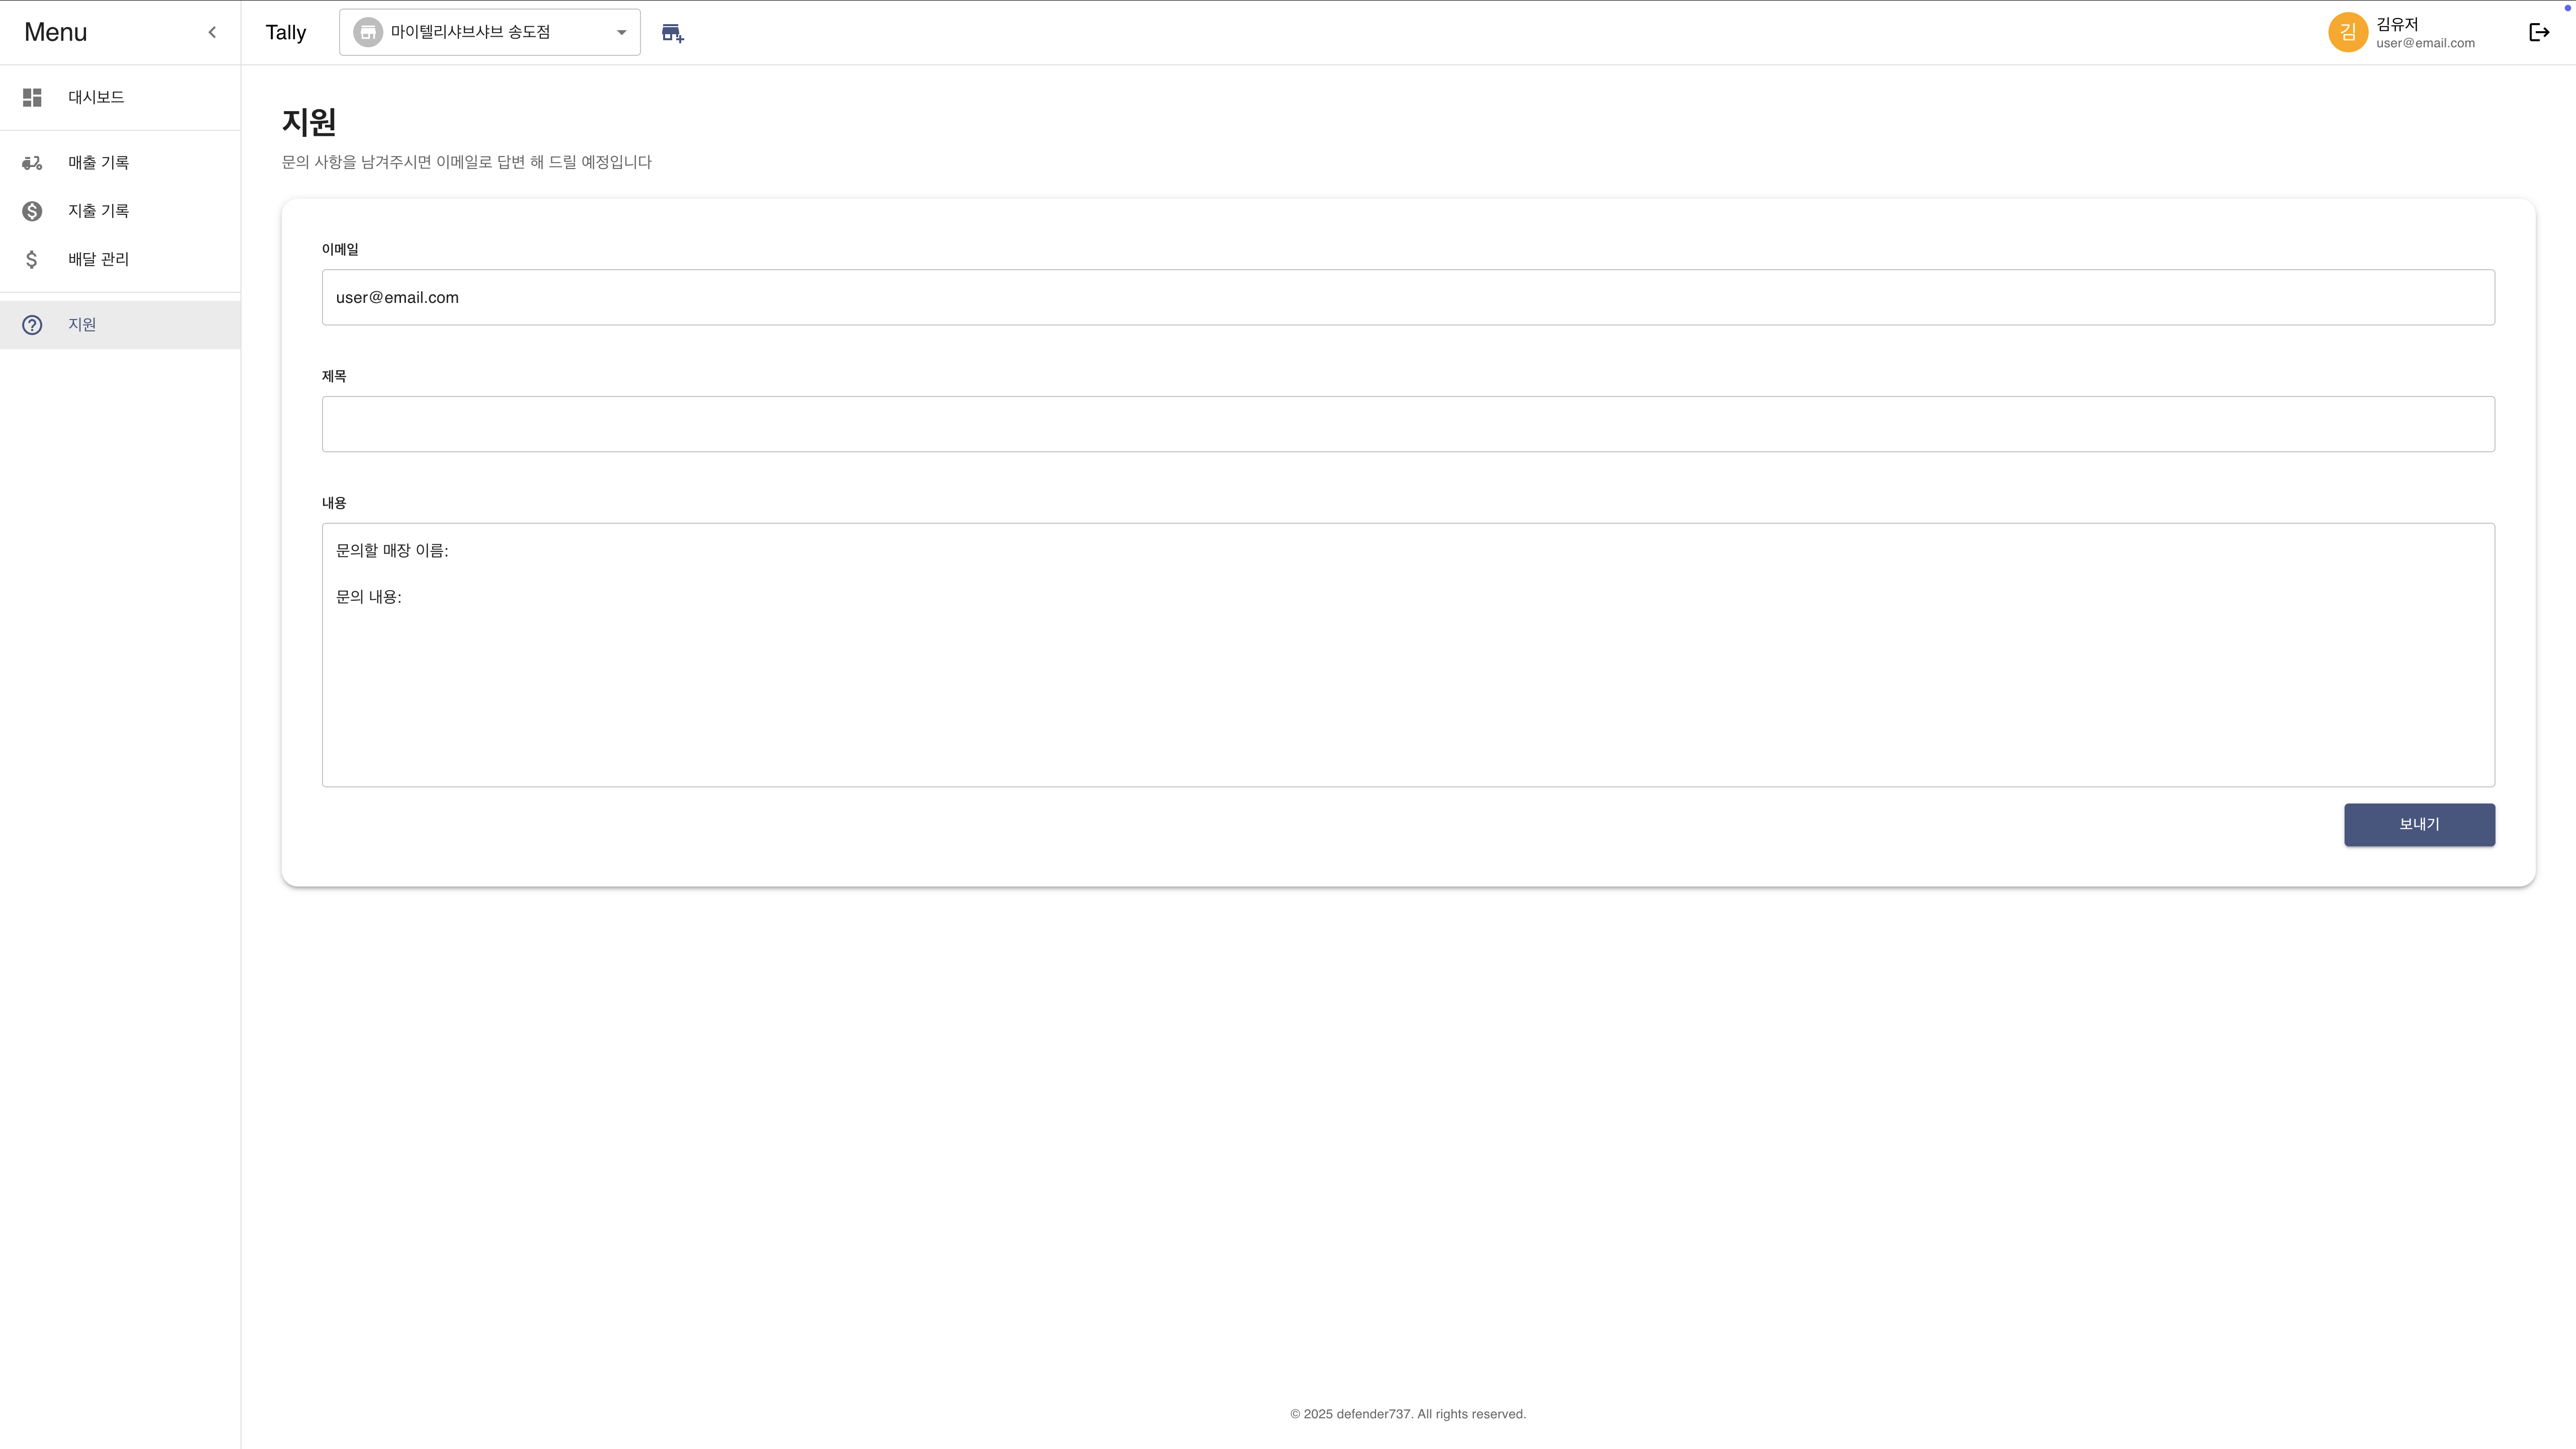 Menu
Tally
마이텔리샤브샤브 송도점
김
김유저
user@email.com
대시보드
매출 기록
지출 기록
배달 관리
지원
지원
문의 사항을 남겨주시면 이메일로 답변 해 드릴 예정입니다
이메일
user@email.com
제목
내용
문의할 매장 이름:
문의 내용:
보내기
© 2025 defender737. All rights reserved.